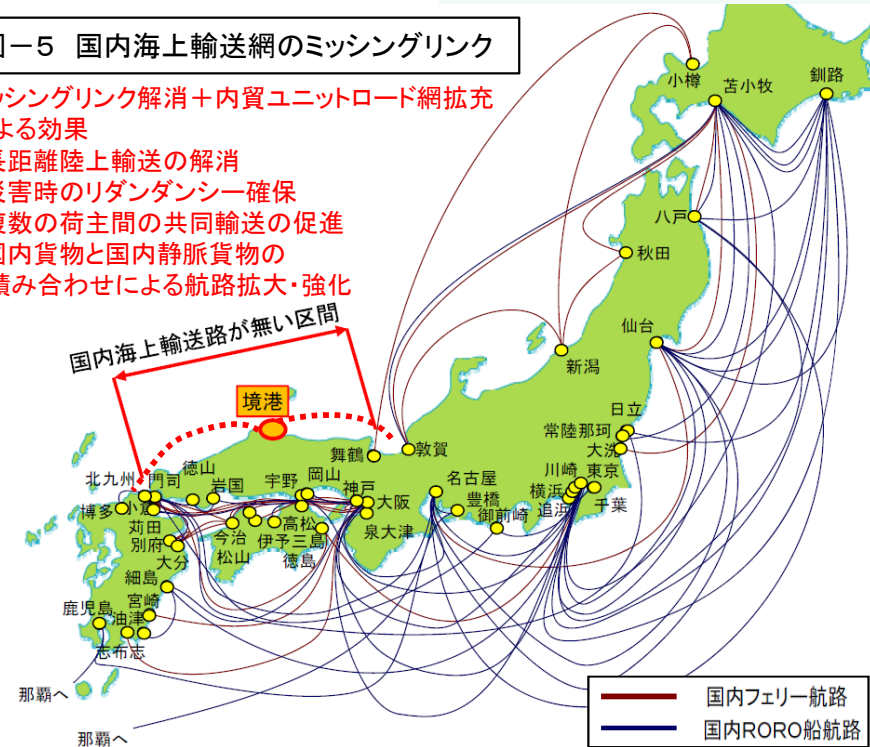 －５ 国内海上輸送網のミッシングリンク
ッシングリンク解消＋内貿ユニットロード網拡充
よる効果
長距離陸上輸送の解消
災害時のリダンダンシー確保
複数の荷主間の共同輸送の促進
国内貨物と国内静脈貨物の
積み合わせによる航路拡大・強化
国内海上輸送路が無い区間
境港
小樽
苫小牧
釧路
八戸
秋田
仙台
新潟
日立
常陸那珂
大洗
川崎
東京
横浜
追浜
千葉
敦賀
舞鶴
名古屋
豊橋
御前崎
北九州
門司
徳山
岩国
宇野
岡山
神戸
大阪
泉大津
博多
小倉
苅田
別府
大分
今治
松山
高松
伊予三島
徳島
細島
宮崎
鹿児島
油津
志布志
那覇へ
那覇へ
国内フェリー航路
国内RORO船航路